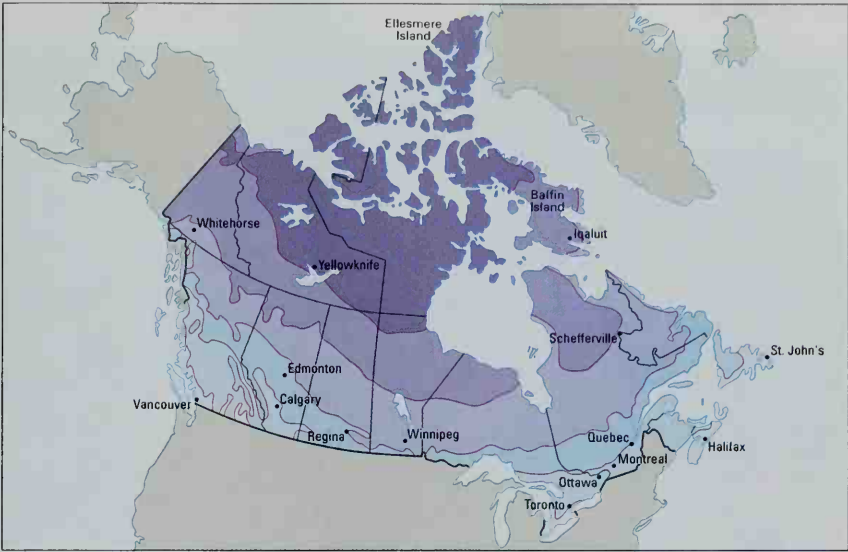 Ellesmere
Island
Baffin
Island
Whitehorse
Iqaluit
Yellowknife
Schefferville
St. John's
Edmonton
Vancouver
Calgary
Regina
Winnipeg
Quebec
Halifax
Montreal
Ottawa
Toronto